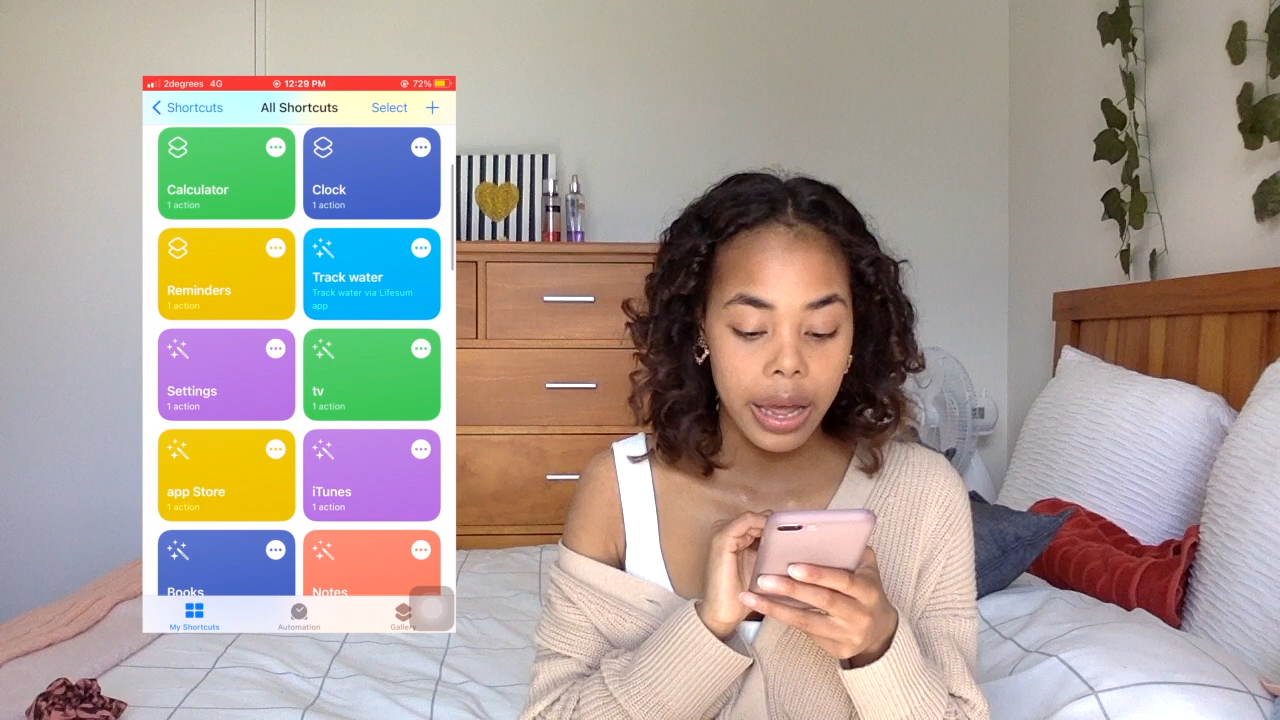 2degrees 4G 12:29 PM 72%
Shortcuts All Shortcuts Select +
Calculator
1 action
Clock
1 action
Reminders
1 action
Track water
Track water via Lifesum
app
Settings
1 action
tv
1 action
app Store
1 action
iTunes
1 action
Books
Notes
My Shortcuts Automation Gallery